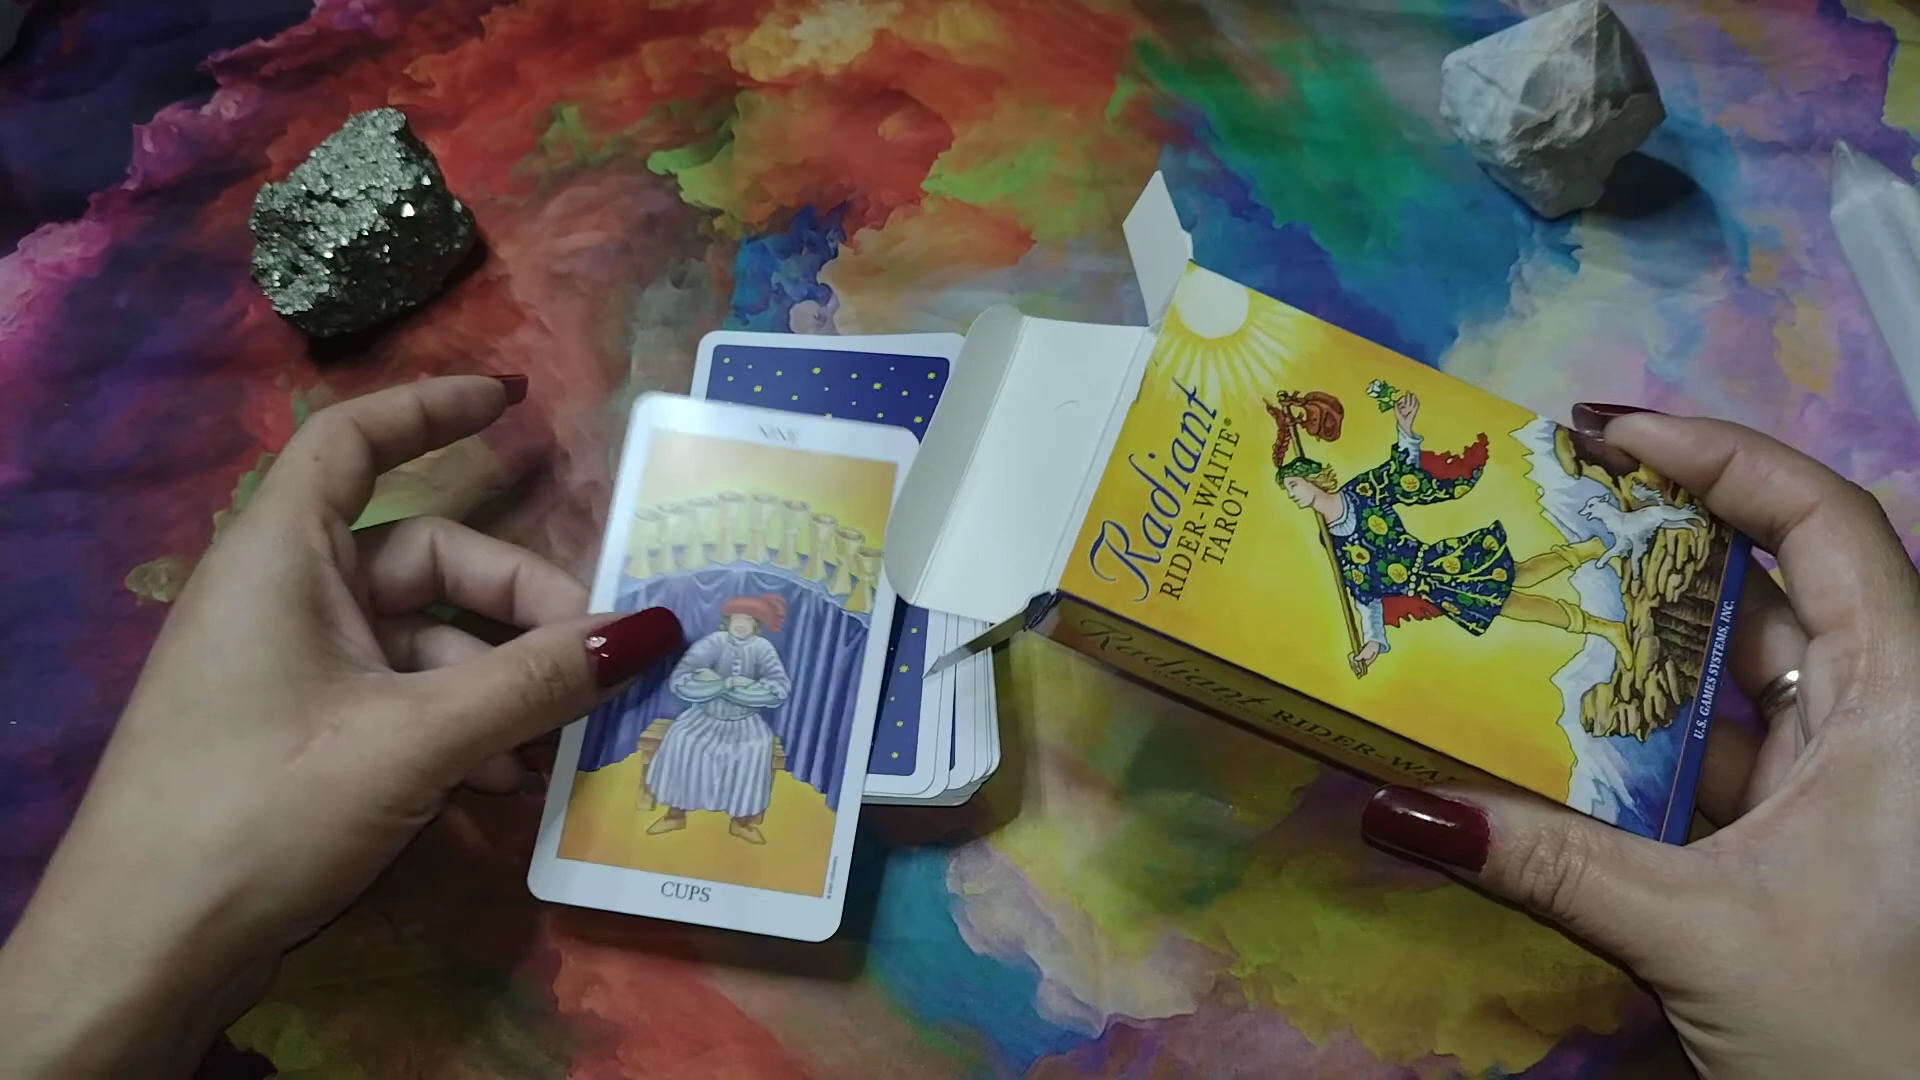 NINE
CUPS
Radiant
RIDER-WAITE®
TAROT
U.S. GAMES SYSTEMS, INC.
Radiant RIDER-WAI